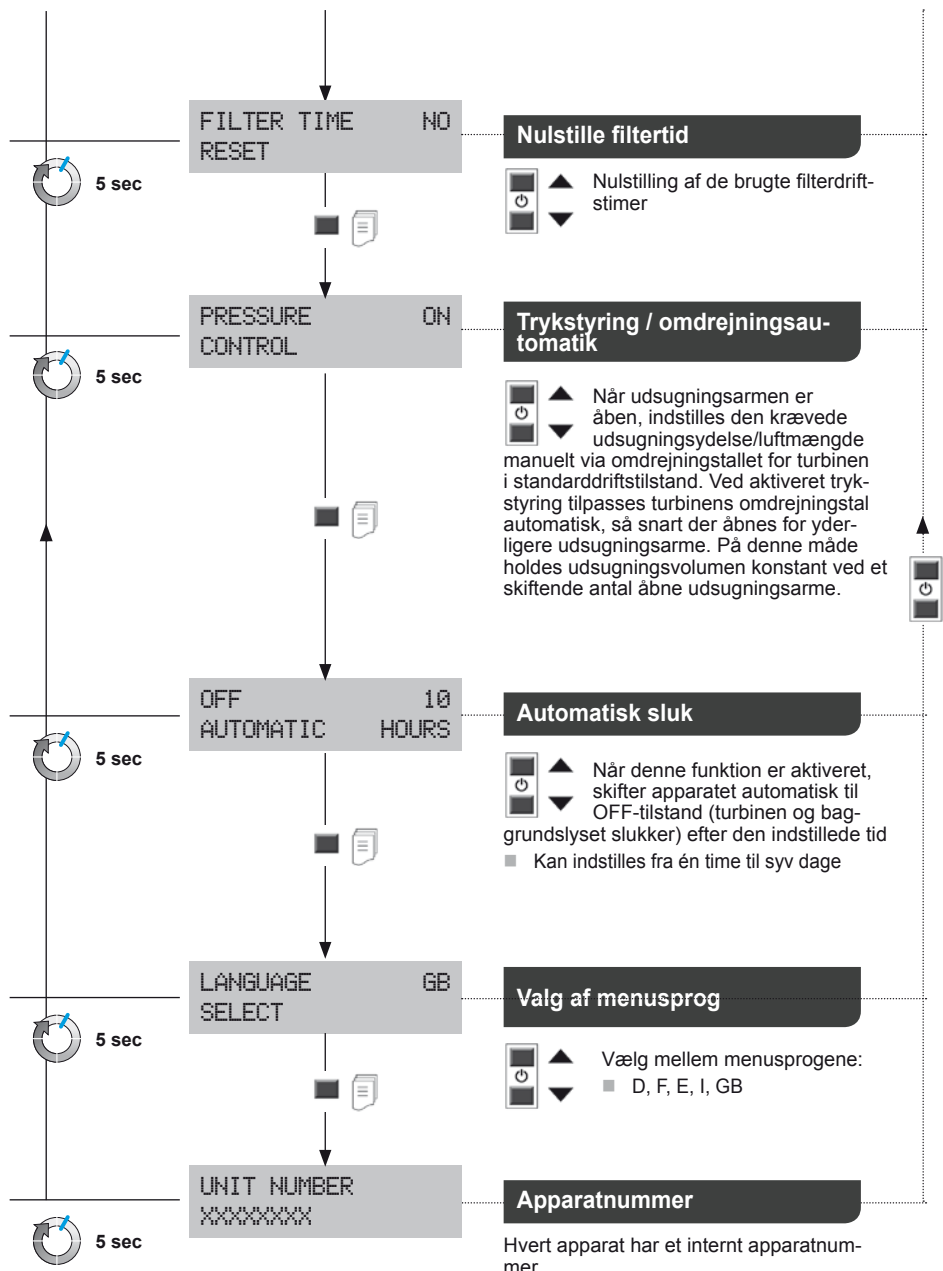 FILTER TIME NO
RESET
Nulstille filtertid
5 sec
Nulstilling af de brugte filterdrift-
stimer
PRESSURE ON
CONTROL
Trykstyring / omdrejningsau-
tomatik
5 sec
Når udsugningsarmen er
åben, indstilles den krævede
udsugningsydelse/luftmængde
manuelt via omdrejningstallet for turbinen
i standarddriftstilstand. Ved aktiveret tryk-
styring tilpasses turbinens omdrejningstal
automatisk, så snart der åbnes for yder-
ligere udsugningsarme. På denne måde
holdes udsugningsvolumen konstant ved et
skiftende antal åbne udsugningsarme.
OFF 10
AUTOMATIC HOURS
Automatisk sluk
5 sec
Når denne funktion er aktiveret,
skifter apparatet automatisk til
OFF-tilstand (turbinen og bag-
grundslyset slukker) efter den indstillede tid
Kan indstilles fra én time til syv dage
LANGUAGE GB
SELECT
Valg af menusprog
5 sec
Vælg mellem menusprogene:
D, F, E, I, GB
UNIT NUMBER
XXXXXXXX
Apparatnummer
5 sec
Hvert apparat har et internt apparatnum-
mer